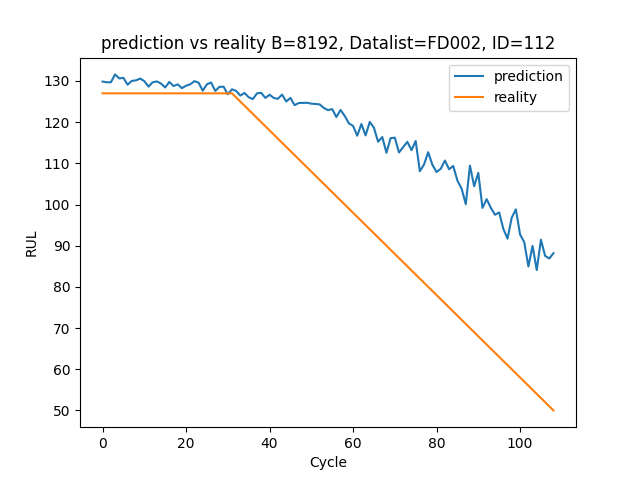 prediction vs reality B=8192, Datalist=FD002, ID=112
prediction
reality
130
120
110
100
90
80
70
60
50
RUL
0 20 40 60 80 100
Cycle